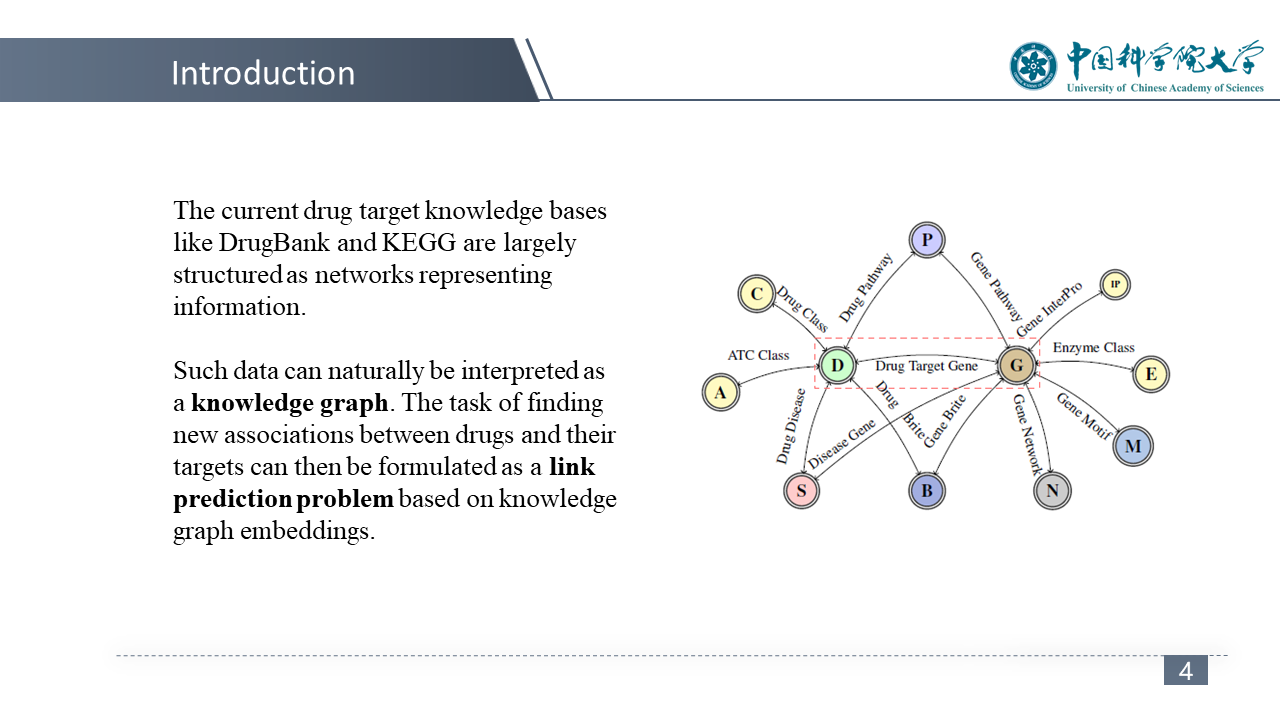 Introduction
中国科学院大学
University of Chinese Academy of Sciences
The current drug target knowledge bases
like DrugBank and KEGG are largely
structured as networks representing
information.
Such data can naturally be interpreted as
a knowledge graph. The task of finding
new associations between drugs and their
targets can then be formulated as a link
prediction problem based on knowledge
graph embeddings.
P
Drug Pathway
Gene Pathway
C
Drug Class
Gene InterPro
IP
ATC Class
D
Drug Target Gene
G
Enzyme Class
E
A
Drug Disease
Disease Gene
Drug Brite
Gene Brite
Gene Network
Gene Motif
M
S
B
N
4